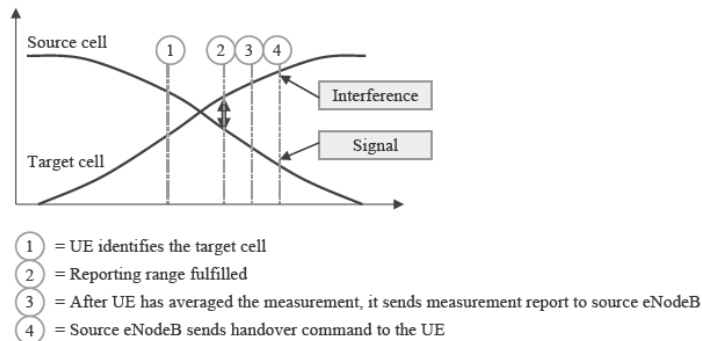 Source cell
1 2 3 4
Interference
Signal
Target cell
1 = UE identifies the target cell
2 = Reporting range fulfilled
3 = After UE has averaged the measurement, it sends measurement report to source eNodeB
4 = Source eNodeB sends handover command to the UE